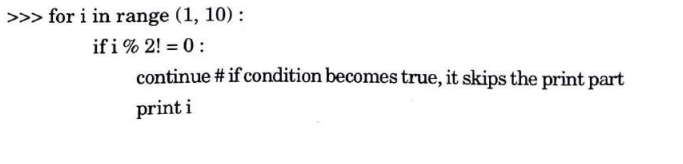 >>> for i in range (1, 10) :
if i % 2! = 0 :
continue # if condition becomes true, it skips the print part
print i